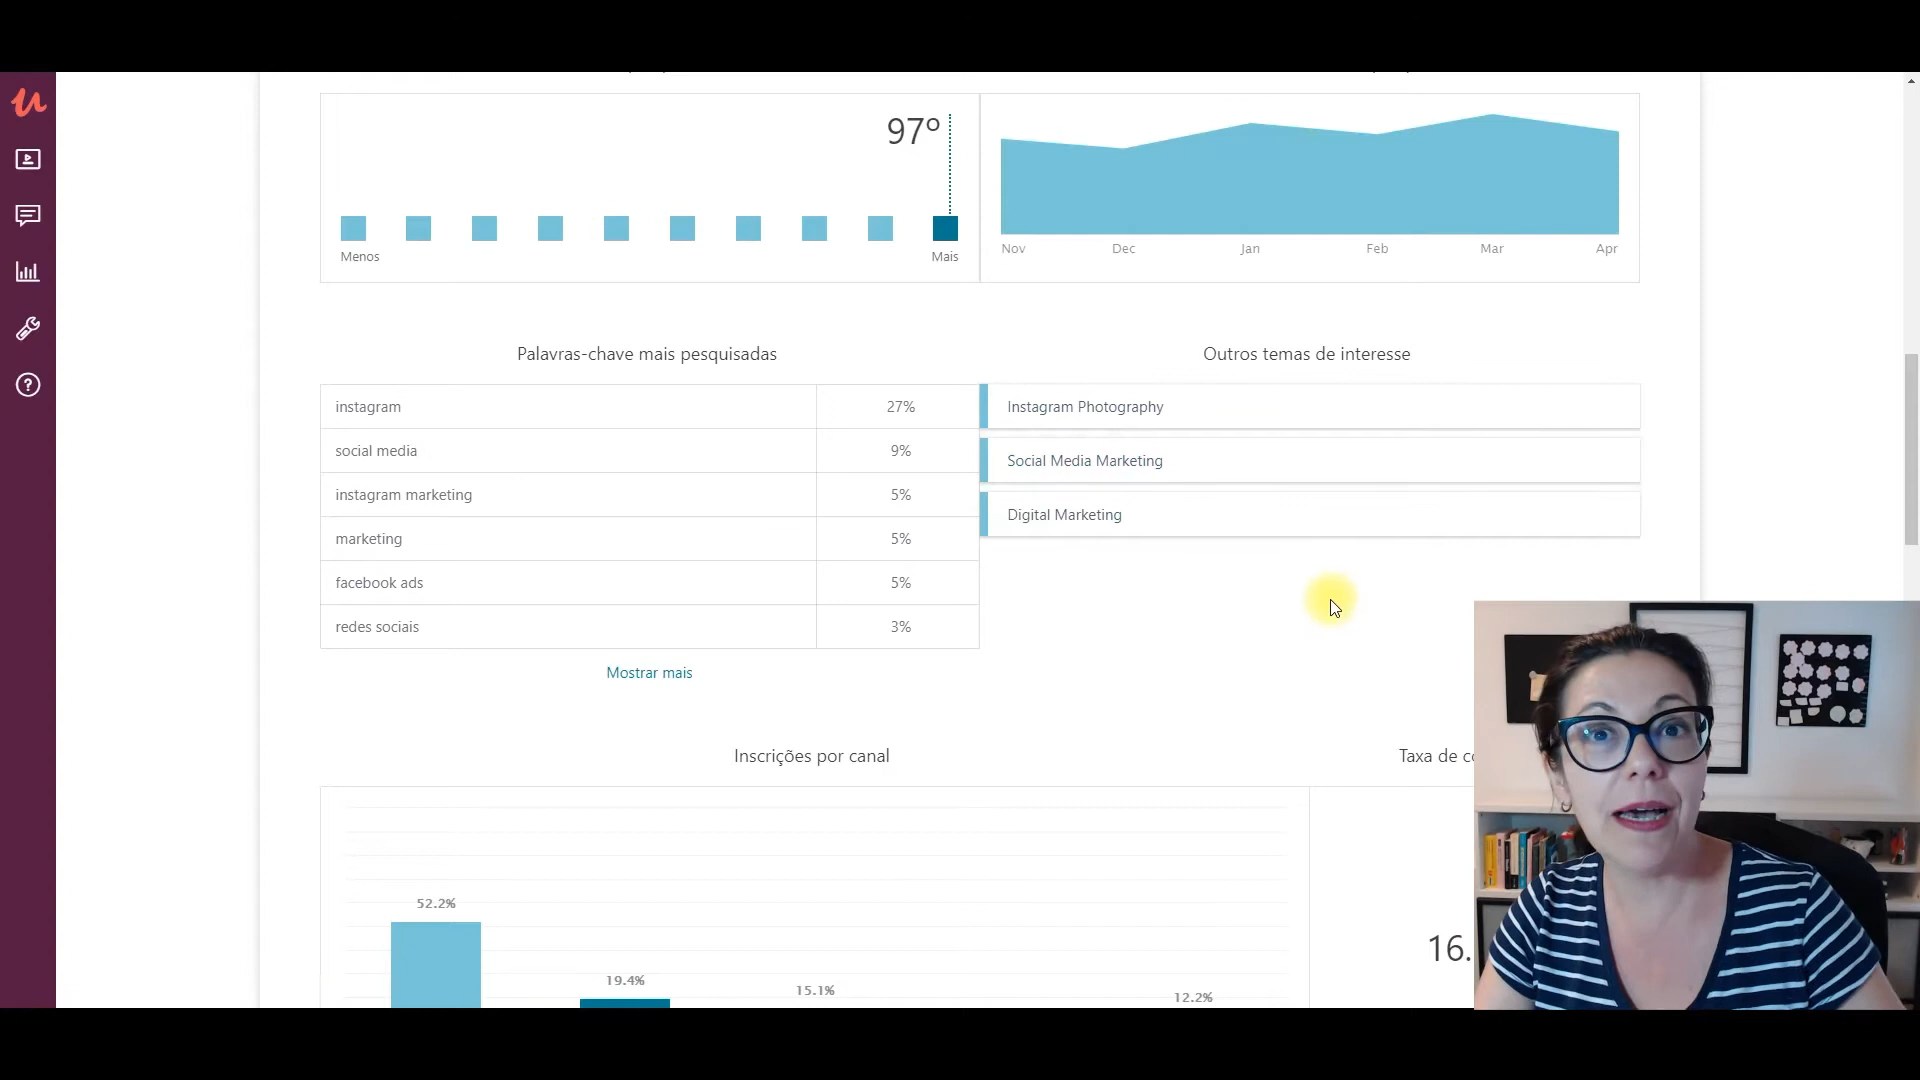 97º
Menos Mais
Nov Dec Jan Feb Mar Apr
Palavras-chave mais pesquisadas
instagram 27%
social media 9%
instagram marketing 5%
marketing 5%
facebook ads 5%
redes sociais 3%
Mostrar mais
Outros temas de interesse
Instagram Photography
Social Media Marketing
Digital Marketing
Inscrições por canal
52.2%
19.4%
15.1%
12.2%
Taxa de
16.